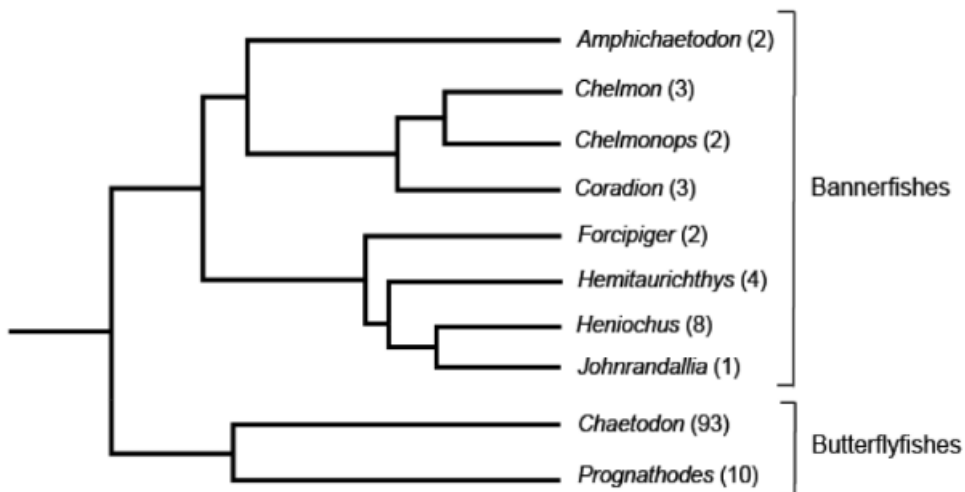 Amphichaetodon (2)
Chelmon (3)
Chelmonops (2)
Coradion (3)
Forcipiger (2)
Hemitaurichthys (4)
Heniochus (8)
Johnrandallia (1)
Bannerfishes
Chaetodon (93)
Prognathodes (10)
Butterflyfishes